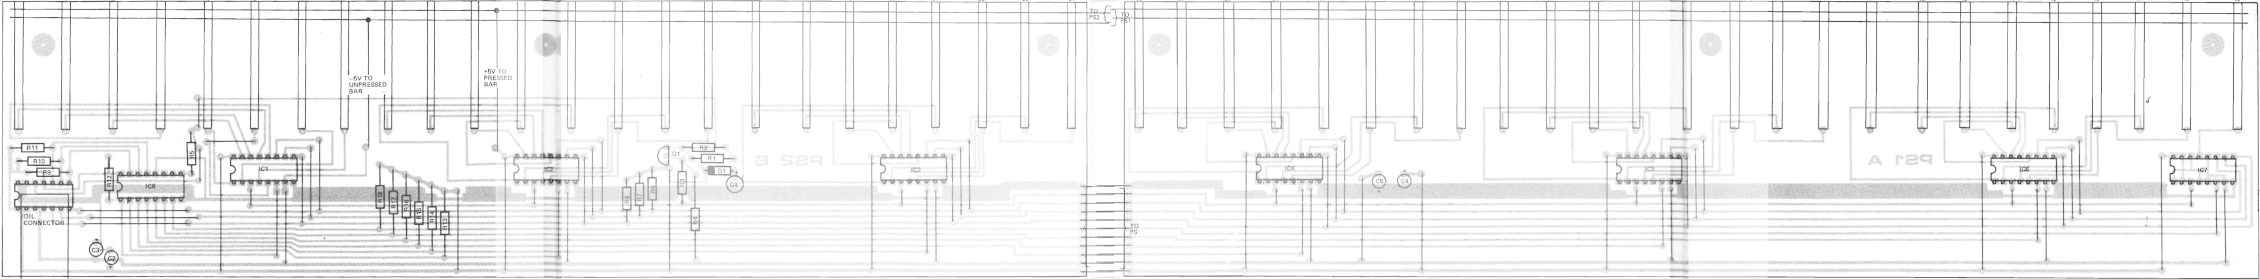 TO
PS2
TO
PS1
-5V TO
UNPRESSED
BAR
+5V TO
PRESSED
BAR
R11
R10
R9
R12
IC8
R5
IC1
DIL
CONNECTOR
C3
C2
R18
R17
R16
R15
R14
R13
IC2
R8
R7
R6
Q1
R3
R2
R1
D1
C1
R4
PS2 B
IC3
TO
PS
IC4
C5
C4
IC5
PS1 A
IC6
IC7